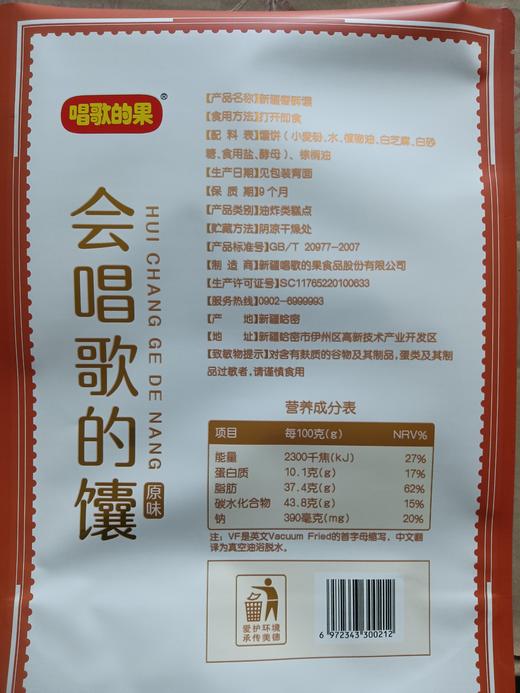 唱歌的果®
会唱歌的馕
HUI CHANG GE DE NANG
原味
【产品名称】新疆香酥馕
【食用方法】打开即食
【配 料 表】馕饼（小麦粉、水、植物油、白芝麻、白砂
糖、食用盐、酵母）、棕榈油
【生产日期】见包装背面
【保 质 期】9个月
【产品类别】油炸类糕点
【贮藏方法】阴凉干燥处
【产品标准号】GB/T 20977-2007
【制 造 商】新疆唱歌的果食品股份有限公司
【生产许可证号】SC11765220100633
【服务热线】0902-6999993
【产 地】新疆哈密
【地 址】新疆哈密市伊州区高新技术产业开发区
【致敏物提示】对含有麸质的谷物及其制品，蛋类及其制
品过敏者，请谨慎食用
营养成分表
项目 每100克(g) NRV%
能量 2300千焦(kJ) 27%
蛋白质 10.1克(g) 17%
脂肪 37.4克(g) 62%
碳水化合物 43.8克(g) 15%
钠 390毫克(mg) 20%
注：VF是英文Vacuum Fried的首字母缩写，中文翻
译为真空油浴脱水。
爱护环境
承传美德
6 972343 300212